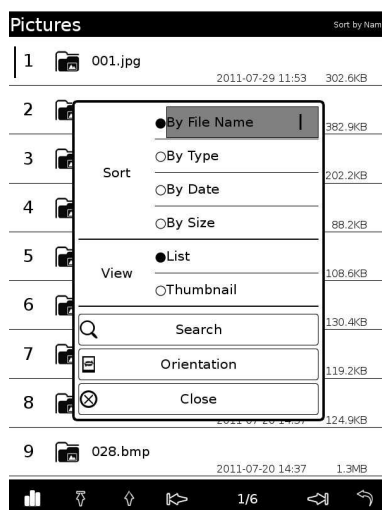 Pictures
Sort by Nam
1 001.jpg
2011-07-29 11:53 302.6KB
2
By File Name
382.9KB
3
By Type
202.2KB
Sort
By Date
4
By Size
88.2KB
5
List
108.6KB
View
Thumbnail
6
130.4KB
Search
7
Orientation
119.2KB
8
Close
124.9KB
9 028.bmp
2011-07-20 14:37 1.3MB
1/6